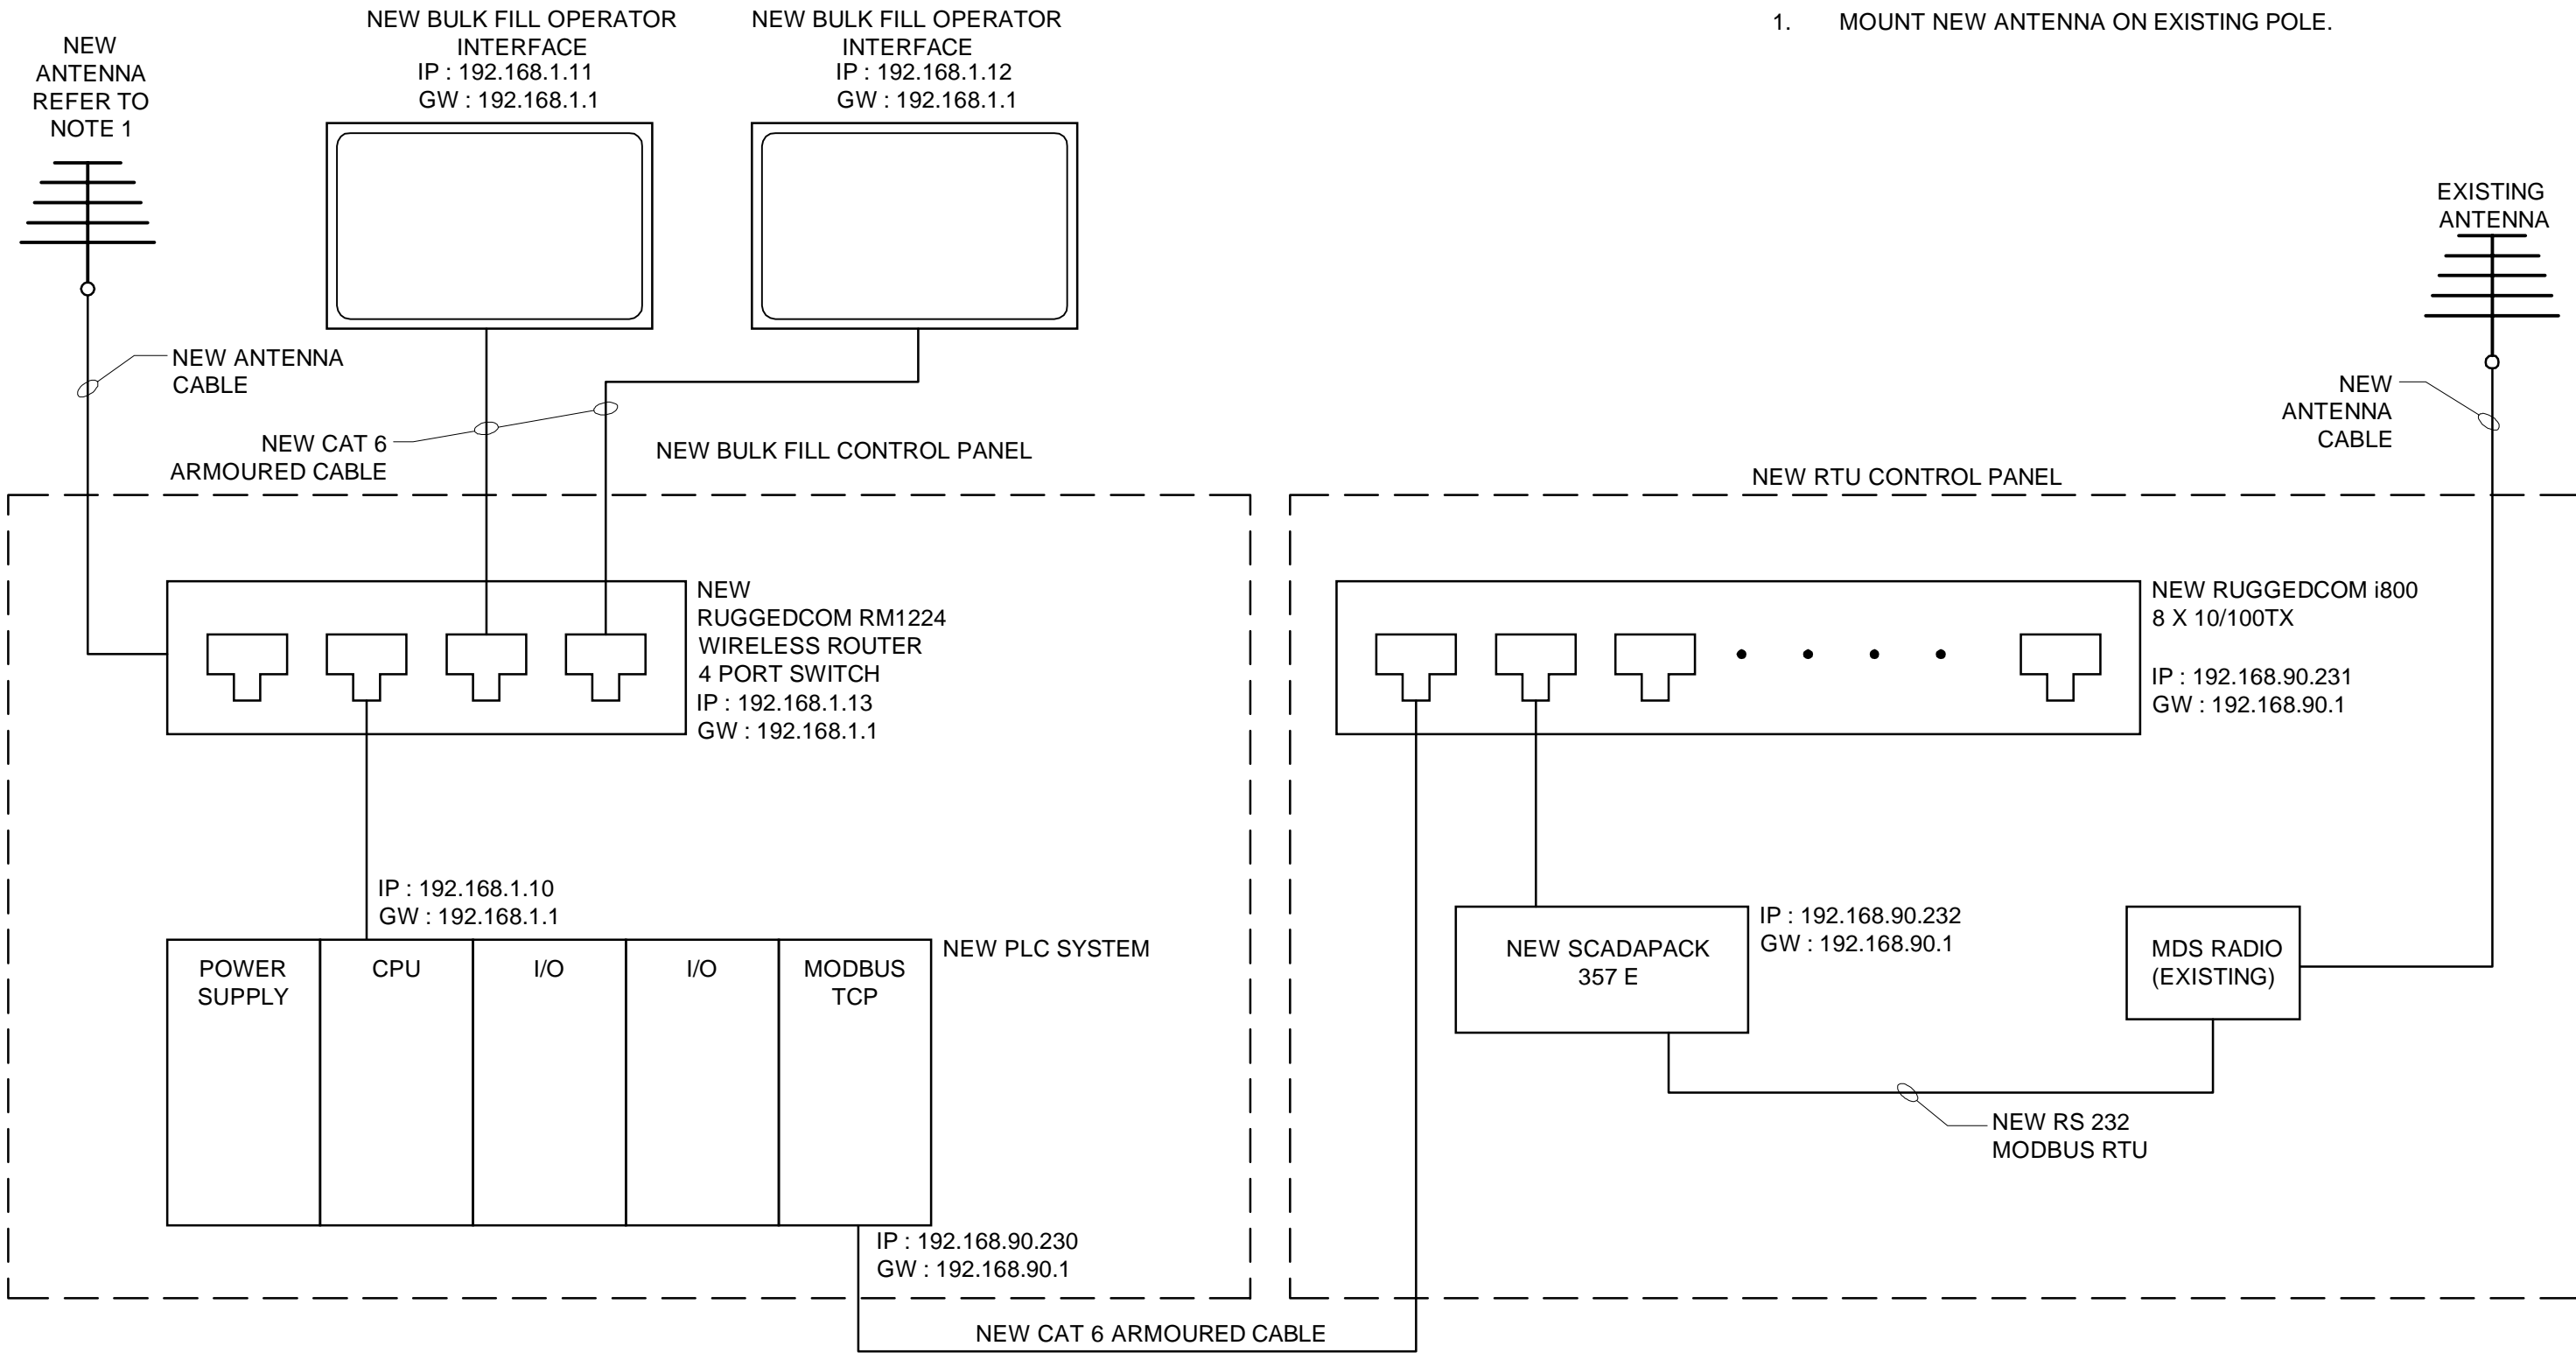 NEW BULK FILL OPERATOR
INTERFACE
IP : 192.168.1.11
GW : 192.168.1.1
NEW BULK FILL OPERATOR
INTERFACE
IP : 192.168.1.12
GW : 192.168.1.1
1. MOUNT NEW ANTENNA ON EXISTING POLE.
NEW
ANTENNA
REFER TO
NOTE 1
EXISTING
ANTENNA
NEW ANTENNA
CABLE
NEW CAT 6
ARMOURED CABLE
NEW BULK FILL CONTROL PANEL
NEW
ANTENNA
CABLE
NEW RTU CONTROL PANEL
NEW
RUGGEDCOM RM1224
WIRELESS ROUTER
4 PORT SWITCH
IP : 192.168.1.13
GW : 192.168.1.1
NEW RUGGEDCOM i800
8 X 10/100TX
IP : 192.168.90.231
GW : 192.168.90.1
IP : 192.168.1.10
GW : 192.168.1.1
NEW PLC SYSTEM
POWER
SUPPLY
CPU
I/O
I/O
MODBUS
TCP
IP : 192.168.90.230
GW : 192.168.90.1
NEW SCADAPACK
357 E
IP : 192.168.90.232
GW : 192.168.90.1
MDS RADIO
(EXISTING)
NEW RS 232
MODBUS RTU
NEW CAT 6 ARMOURED CABLE